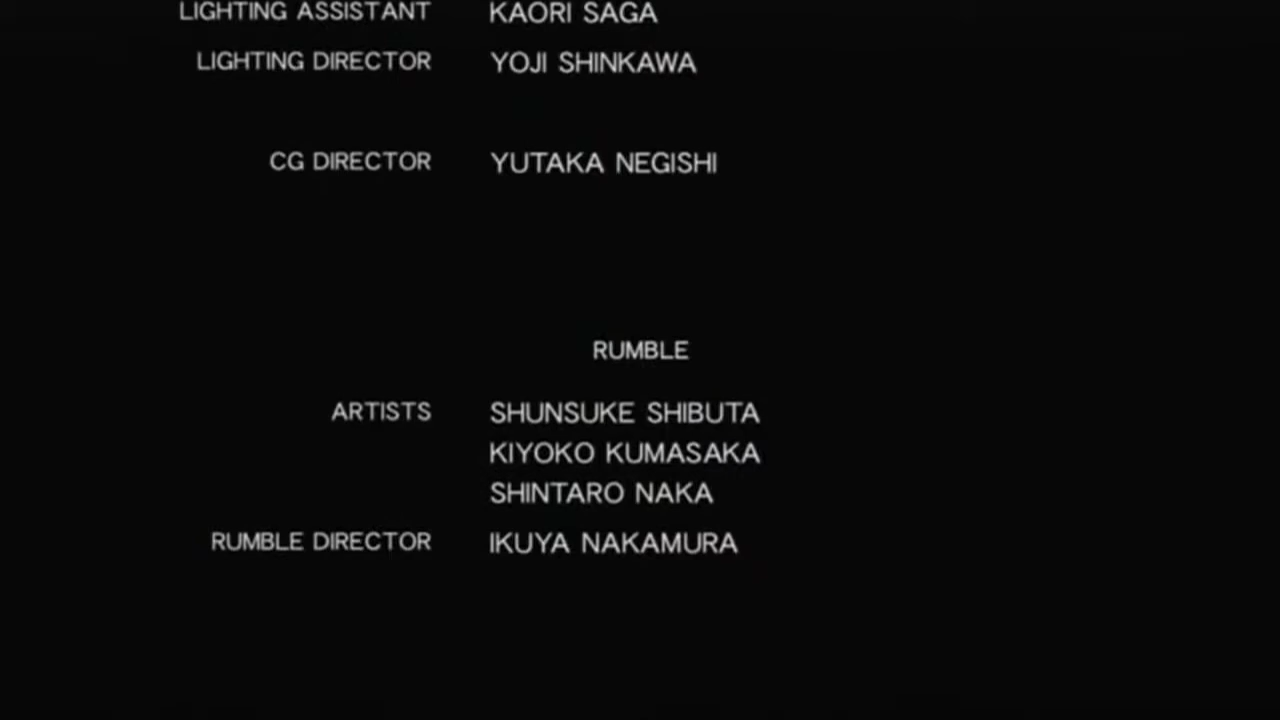 LIGHTING ASSISTANT KAORI SAGA
LIGHTING DIRECTOR YOJI SHINKAWA
CG DIRECTOR YUTAKA NEGISHI
RUMBLE
ARTISTS SHUNSUKE SHIBUTA
KIYOKO KUMASAKA
SHINTARO NAKA
RUMBLE DIRECTOR IKUYA NAKAMURA